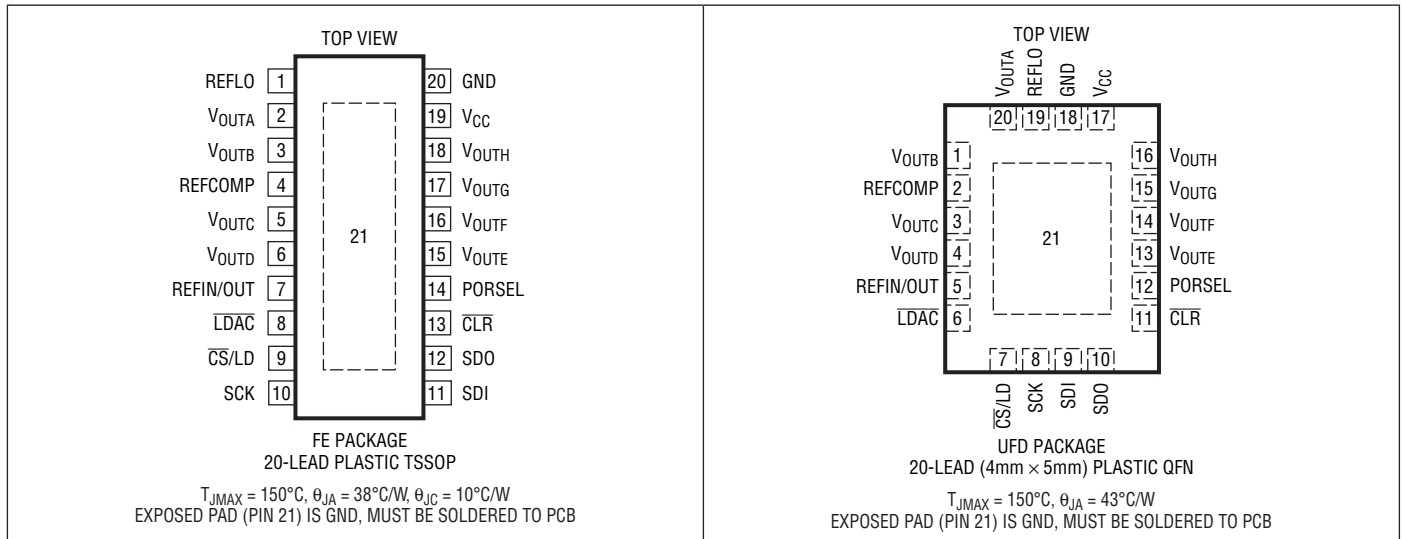 TOP VIEW
REFLO 1
VOUTA 2
VOUTB 3
REFCOMP 4
VOUTC 5
VOUTD 6
REFIN/OUT 7
LDAC 8
CS/LD 9
SCK 10
20 GND
19 VCC
18 VOUTH
17 VOUTG
16 VOUTF
15 VOUTE
14 PORSEL
13 CLR
12 SDO
11 SDI
21
FE PACKAGE
20-LEAD PLASTIC TSSOP
TJMAX = 150°C, θJA = 38°C/W, θJC = 10°C/W
EXPOSED PAD (PIN 21) IS GND, MUST BE SOLDERED TO PCB
TOP VIEW
VOUTA
REFLO
GND
VCC
20 19 18 17
VOUTB 1
REFCOMP 2
VOUTC 3
VOUTD 4
REFIN/OUT 5
LDAC 6
16 VOUTH
15 VOUTG
14 VOUTF
13 VOUTE
12 PORSEL
11 CLR
21
7 8 9 10
CS/LD
SCK
SDI
SDO
UFD PACKAGE
20-LEAD (4mm × 5mm) PLASTIC QFN
TJMAX = 150°C, θJA = 43°C/W
EXPOSED PAD (PIN 21) IS GND, MUST BE SOLDERED TO PCB